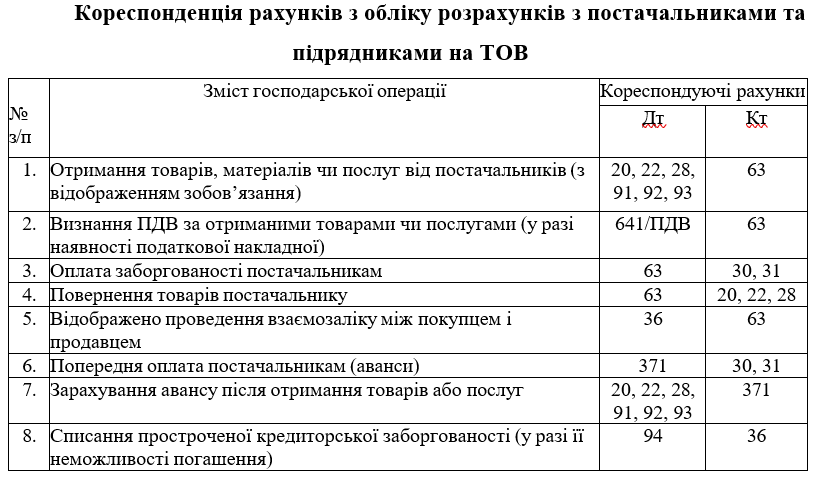 Кореспонденція рахунків з обліку розрахунків з постачальниками та
підрядниками на ТОВ
№
з/п
Зміст господарської операції
Кореспондуючі рахунки
Дт
Кт
1. Отримання товарів, матеріалів чи послуг від постачальників (з 20, 22, 28, 63
відображенням зобов’язання) 91, 92, 93
2. Визнання ПДВ за отриманими товарами чи послугами (у разі 641/ПДВ 63
наявності податкової накладної)
3. Оплата заборгованості постачальникам 63 30, 31
4. Повернення товарів постачальнику 63 20, 22, 28
5. Відображено проведення взаємозаліку між покупцем і 36 63
продавцем
6. Попередня оплата постачальникам (аванси) 371 30, 31
7. Зарахування авансу після отримання товарів або послуг 20, 22, 28, 371
91, 92, 93
8. Списання простроченої кредиторської заборгованості (у разі її 94 36
неможливості погашення)